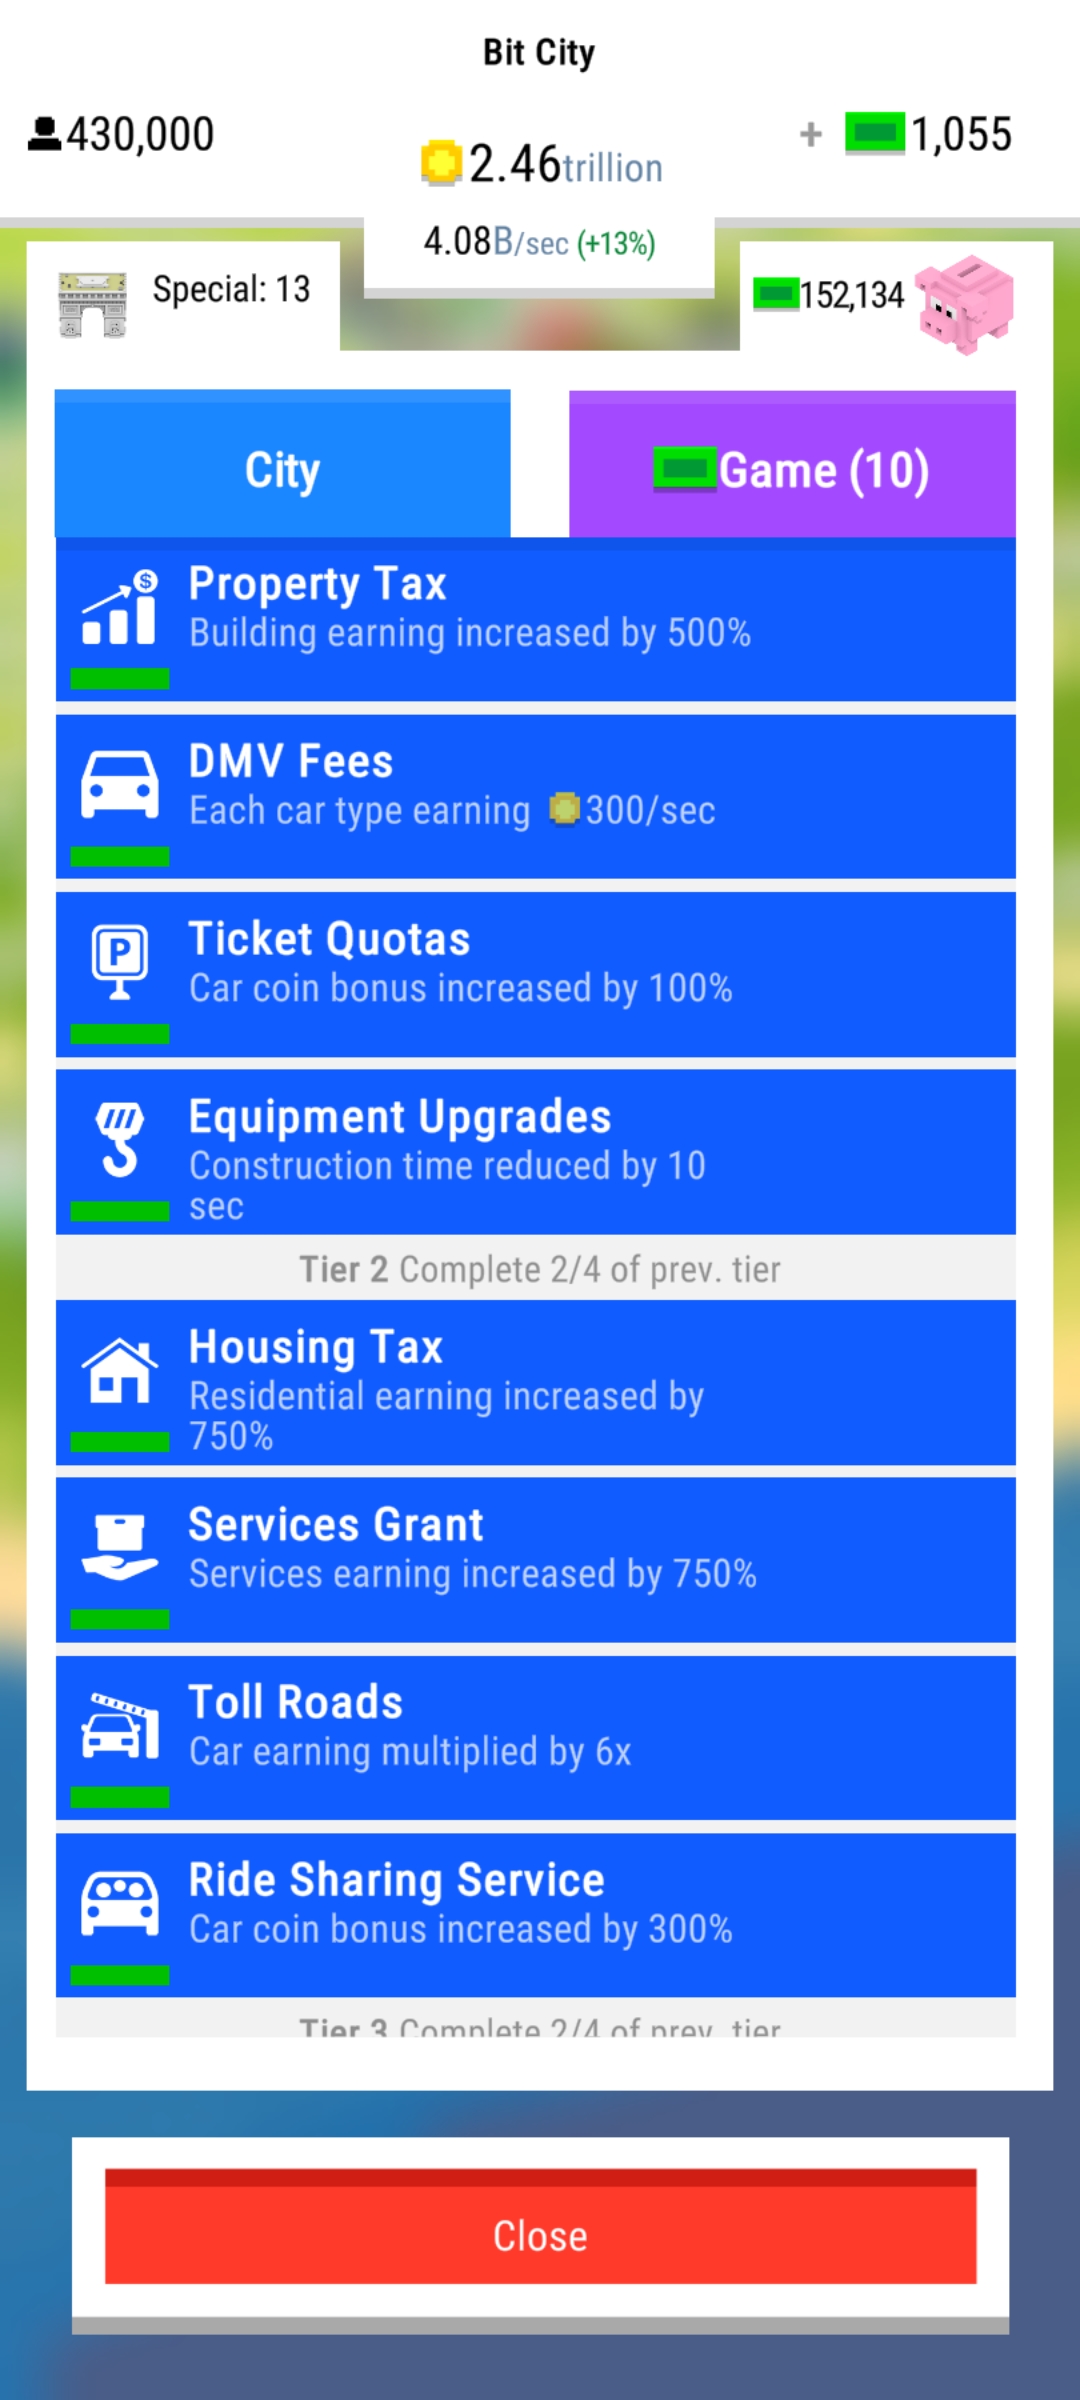 Bit City
430,000
2.46trillion
+ 1,055
4.08B/sec (+13%)
Special: 13
152,134
City
Game (10)
Property Tax
Building earning increased by 500%
DMV Fees
Each car type earning 300/sec
P
Ticket Quotas
Car coin bonus increased by 100%
Equipment Upgrades
Construction time reduced by 10
sec
Tier 2 Complete 2/4 of prev. tier
Housing Tax
Residential earning increased by
750%
Services Grant
Services earning increased by 750%
Toll Roads
Car earning multiplied by 6x
Ride Sharing Service
Car coin bonus increased by 300%
Tier 3 Complete 2/4 of prev. tier
Close